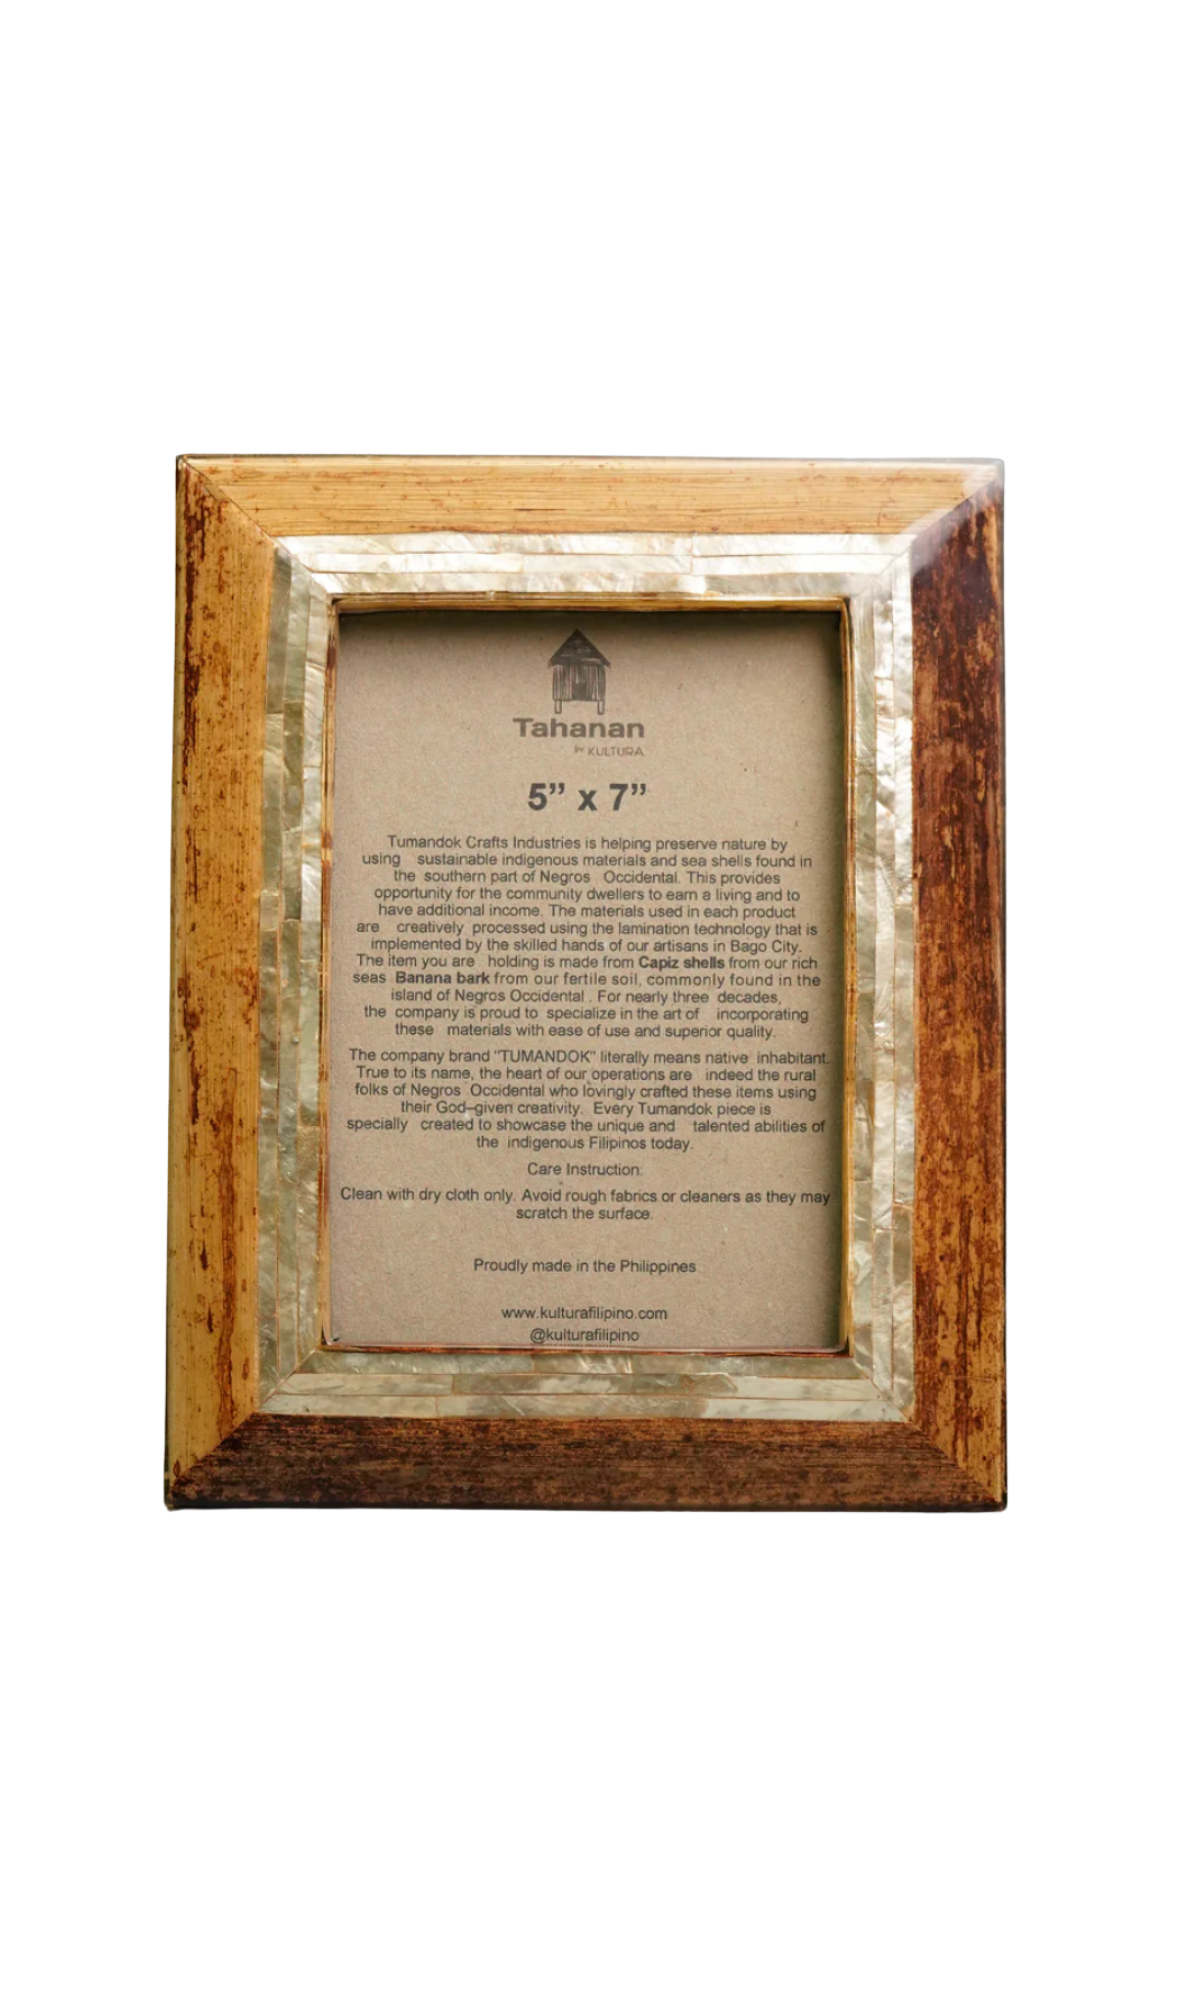 Tahanan
by KULTURA
5” x 7”
Tumandok Crafts Industries is helping preserve nature by
using sustainable indigenous materials and sea shells found in
the southern part of Negros Occidental. This provides
opportunity for the community dwellers to earn a living and to
have additional income. The materials used in each product
are creatively processed using the lamination technology that is
implemented by the skilled hands of our artisans in Bago City.
The item you are holding is made from Capiz shells from our rich
seas Banana bark from our fertile soil, commonly found in the
island of Negros Occidental . For nearly three decades,
the company is proud to specialize in the art of incorporating
these materials with ease of use and superior quality.
The company brand "TUMANDOK" literally means native inhabitant.
True to its name, the heart of our operations are indeed the rural
folks of Negros Occidental who lovingly crafted these items using
their God–given creativity. Every Tumandok piece is
specially created to showcase the unique and talented abilities of
the indigenous Filipinos today.
Care Instruction:
Clean with dry cloth only. Avoid rough fabrics or cleaners as they may
scratch the surface.
Proudly made in the Philippines
www.kulturafilipino.com
@kulturafilipino